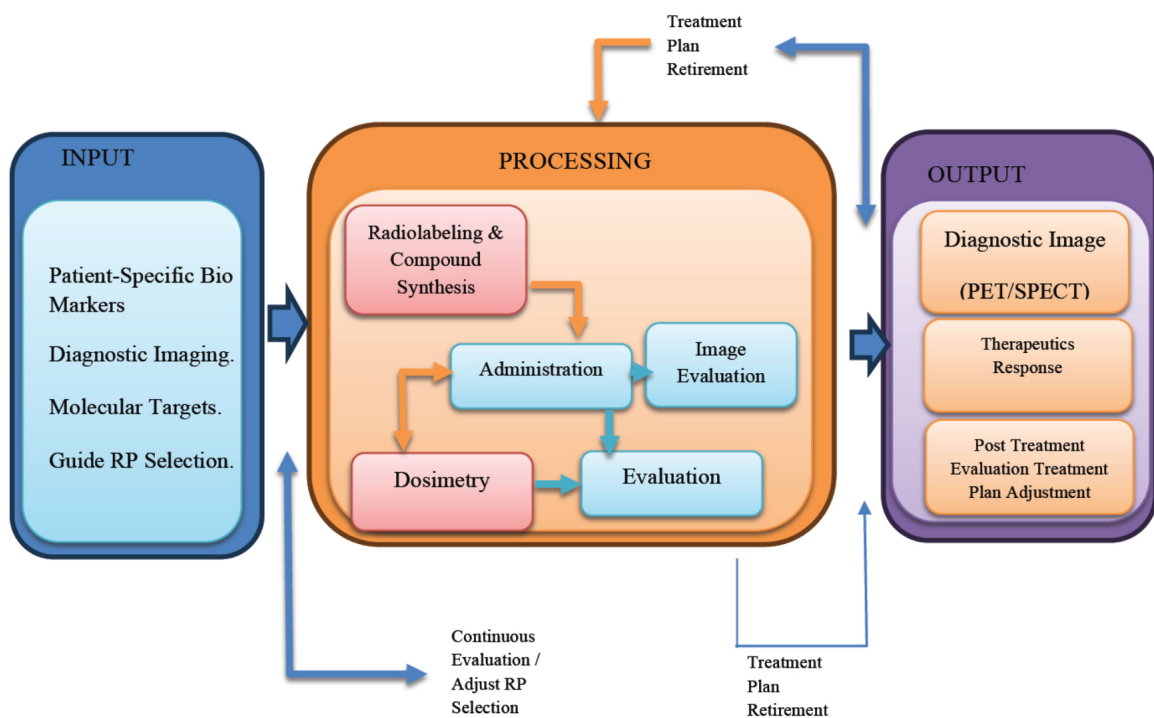 Treatment
Plan
Retirement
INPUT
Patient-Specific Bio
Markers
Diagnostic Imaging.
Molecular Targets.
Guide RP Selection.
PROCESSING
Radiolabeling &
Compound
Synthesis
Administration
Image
Evaluation
Dosimetry
Evaluation
OUTPUT
Diagnostic Image
(PET/SPECT)
Therapeutics
Response
Post Treatment
Evaluation Treatment
Plan Adjustment
Continuous
Evaluation /
Adjust RP
Selection
Treatment
Plan
Retirement